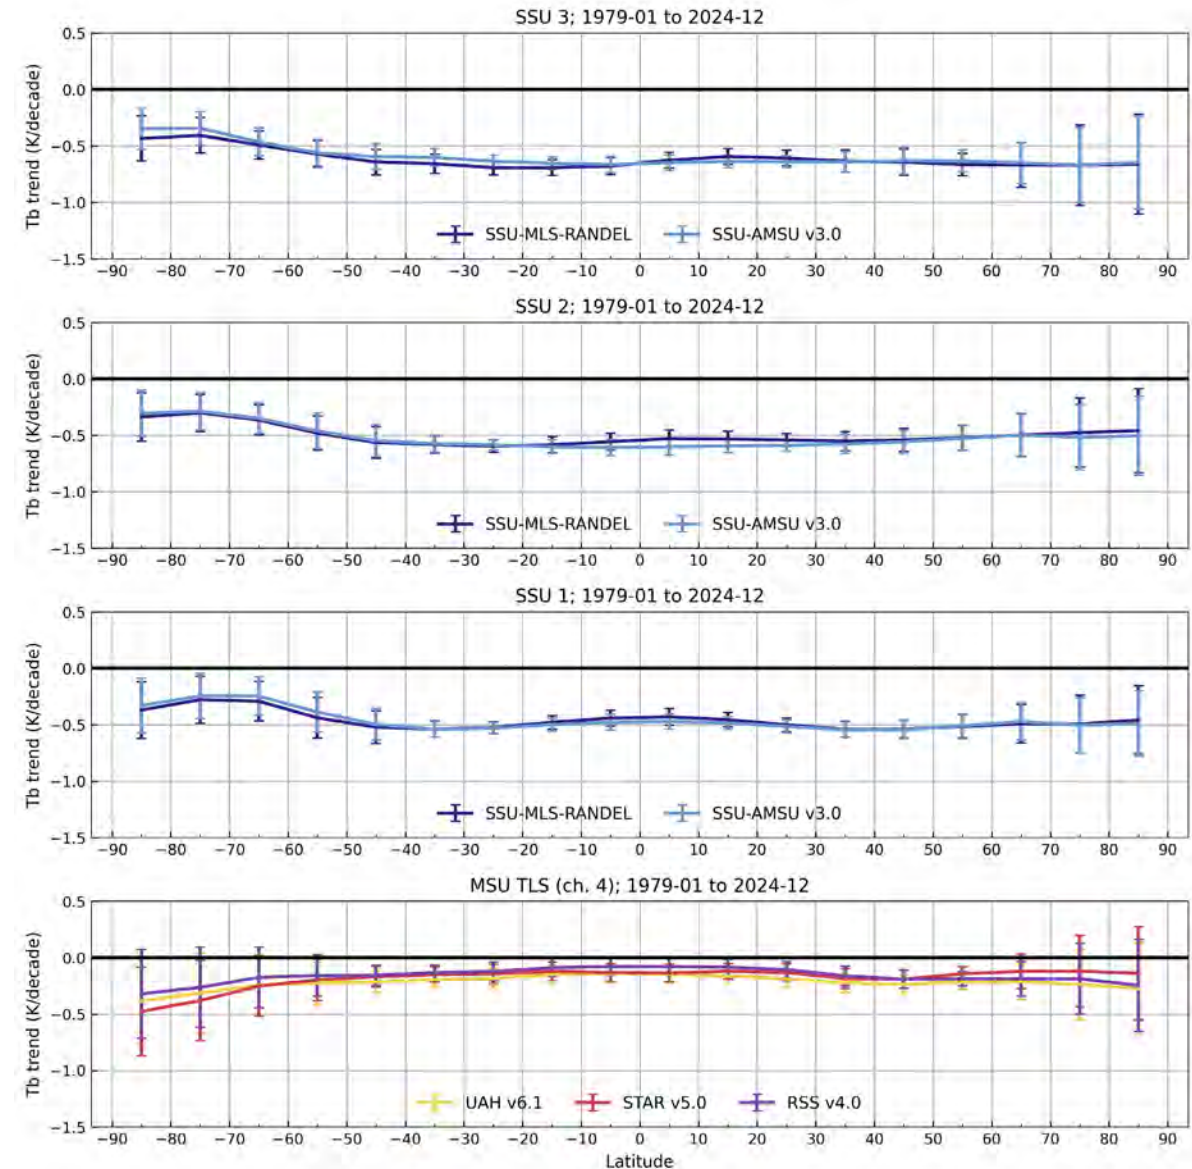 SSU 3; 1979-01 to 2024-12
0.5
0.0
−0.5
−1.0
−1.5
Tb trend (K/decade)
SSU-MLS-RANDEL SSU-AMSU v3.0
−90 −80 −70 −60 −50 −40 −30 −20 −10 0 10 20 30 40 50 60 70 80 90
SSU 2; 1979-01 to 2024-12
0.5
0.0
−0.5
−1.0
−1.5
Tb trend (K/decade)
SSU-MLS-RANDEL SSU-AMSU v3.0
−90 −80 −70 −60 −50 −40 −30 −20 −10 0 10 20 30 40 50 60 70 80 90
SSU 1; 1979-01 to 2024-12
0.5
0.0
−0.5
−1.0
−1.5
Tb trend (K/decade)
SSU-MLS-RANDEL SSU-AMSU v3.0
−90 −80 −70 −60 −50 −40 −30 −20 −10 0 10 20 30 40 50 60 70 80 90
MSU TLS (ch. 4); 1979-01 to 2024-12
0.5
0.0
−0.5
−1.0
−1.5
Tb trend (K/decade)
UAH v6.1 STAR v5.0 RSS v4.0
−90 −80 −70 −60 −50 −40 −30 −20 −10 0 10 20 30 40 50 60 70 80 90
Latitude